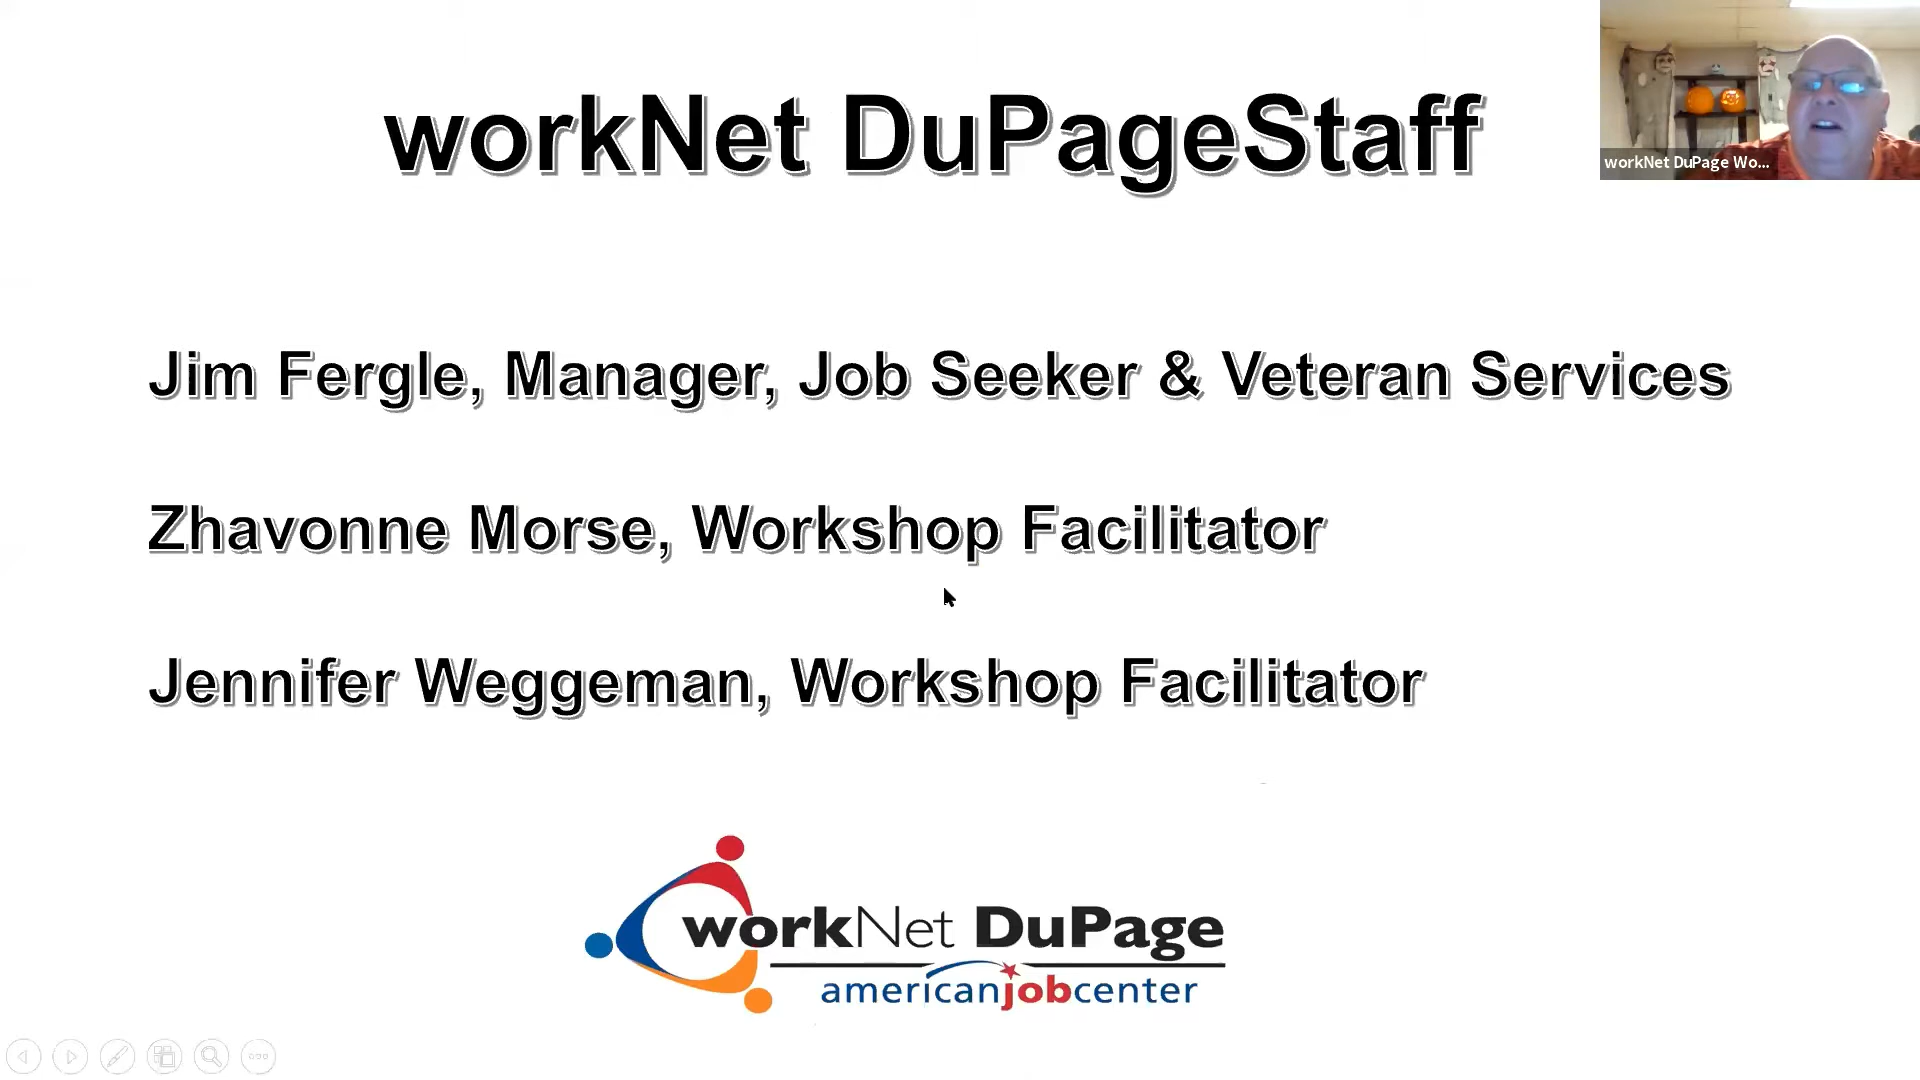 workNet DuPageStaff
workNet DuPage Wo...
Jim Fergle, Manager, Job Seeker & Veteran Services
Zhavonne Morse, Workshop Facilitator
Jennifer Weggeman, Workshop Facilitator
workNet DuPage
americanjobcenter